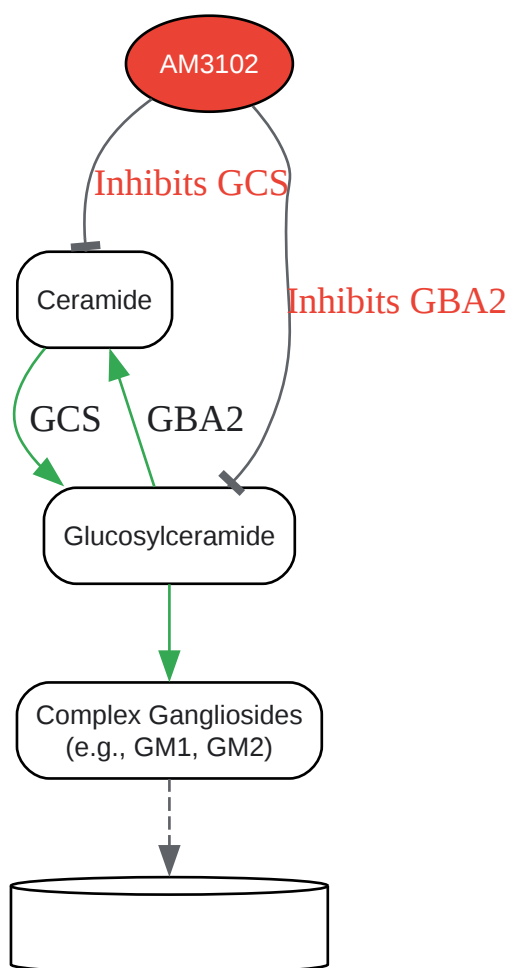 AM3102
Inhibits GCS
Ceramide
Inhibits GBA2
GCS
GBA2
Glucosylceramide
Complex Gangliosides
(e.g., GM1, GM2)